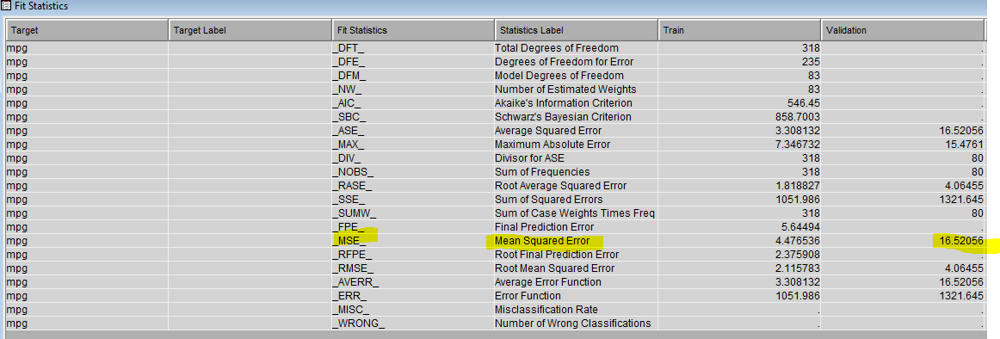 Fit Statistics
Target Target Label Fit Statistics Statistics Label Train Validation
mpg _DFT_ Total Degrees of Freedom 318 .
mpg _DFE_ Degrees of Freedom for Error 235 .
mpg _DFM_ Model Degrees of Freedom 83 .
mpg _NW_ Number of Estimated Weights 83 .
mpg _AIC_ Akaike's Information Criterion 546.45 .
mpg _SBC_ Schwarz's Bayesian Criterion 858.7003 .
mpg _ASE_ Average Squared Error 3.308132 16.52056
mpg _MAX_ Maximum Absolute Error 7.346732 15.4761
mpg _DIV_ Divisor for ASE 318 80
mpg _NOBS_ Sum of Frequencies 318 80
mpg _RASE_ Root Average Squared Error 1.818827 4.06455
mpg _SSE_ Sum of Squared Errors 1051.986 1321.645
mpg _SUMW_ Sum of Case Weights Times Freq 318 80
mpg _FPE_ Final Prediction Error 5.64494 .
mpg _MSE_ Mean Squared Error 4.476536 16.52056
mpg _RFPE_ Root Final Prediction Error 2.375908 .
mpg _RMSE_ Root Mean Squared Error 2.115783 4.06455
mpg _AVERR_ Average Error Function 3.308132 16.52056
mpg _ERR_ Error Function 1051.986 1321.645
mpg _MISC_ Misclassification Rate . .
mpg _WRONG_ Number of Wrong Classifications . .